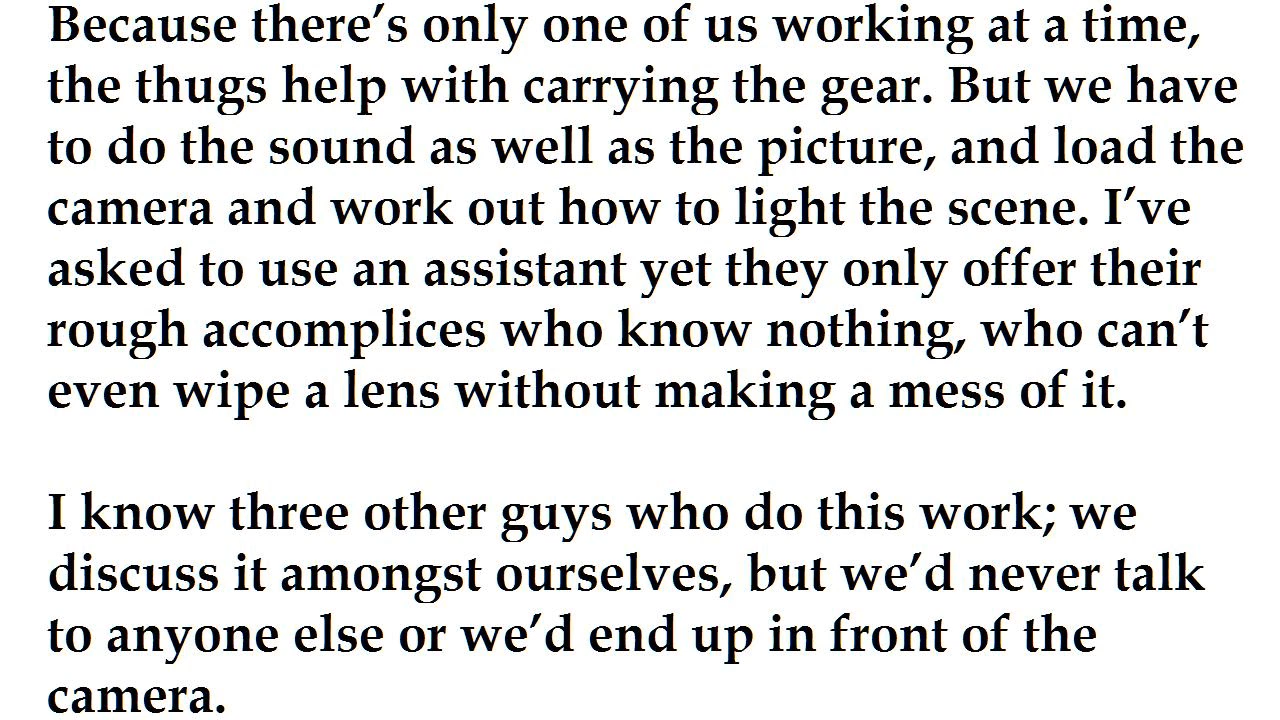 Because there’s only one of us working at a time,
the thugs help with carrying the gear. But we have
to do the sound as well as the picture, and load the
camera and work out how to light the scene. I’ve
asked to use an assistant yet they only offer their
rough accomplices who know nothing, who can’t
even wipe a lens without making a mess of it.

I know three other guys who do this work; we
discuss it amongst ourselves, but we’d never talk
to anyone else or we’d end up in front of the
camera.